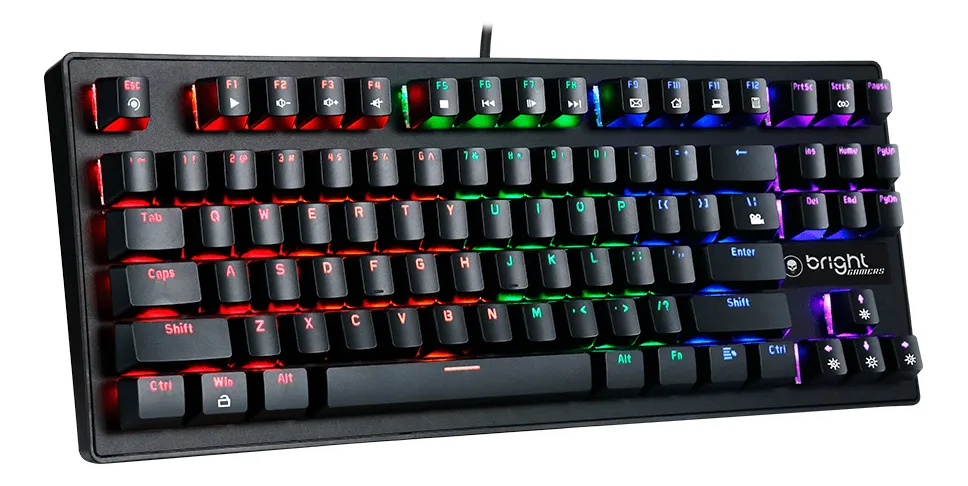 Esc F1 F2 F3 F4 F5 F6 F7 F8 F9 F10 F11 F12 PrtSc ScrLK Pause
` ~ 1 ! 2 @ 3 # 4 $ 5 % 6 ^ 7 & 8 * 9 ( 0 ) - _ = + ← Ins Home PgUp
Tab Q W E R T Y U I O P [ { } ] \ | Del End PgDn
Caps A S D F G H J K L ; : ' " Enter
bright
GAMERS
Shift Z X C V B N M , < . > / ? Shift
Ctrl Win Alt Alt Fn Ctrl